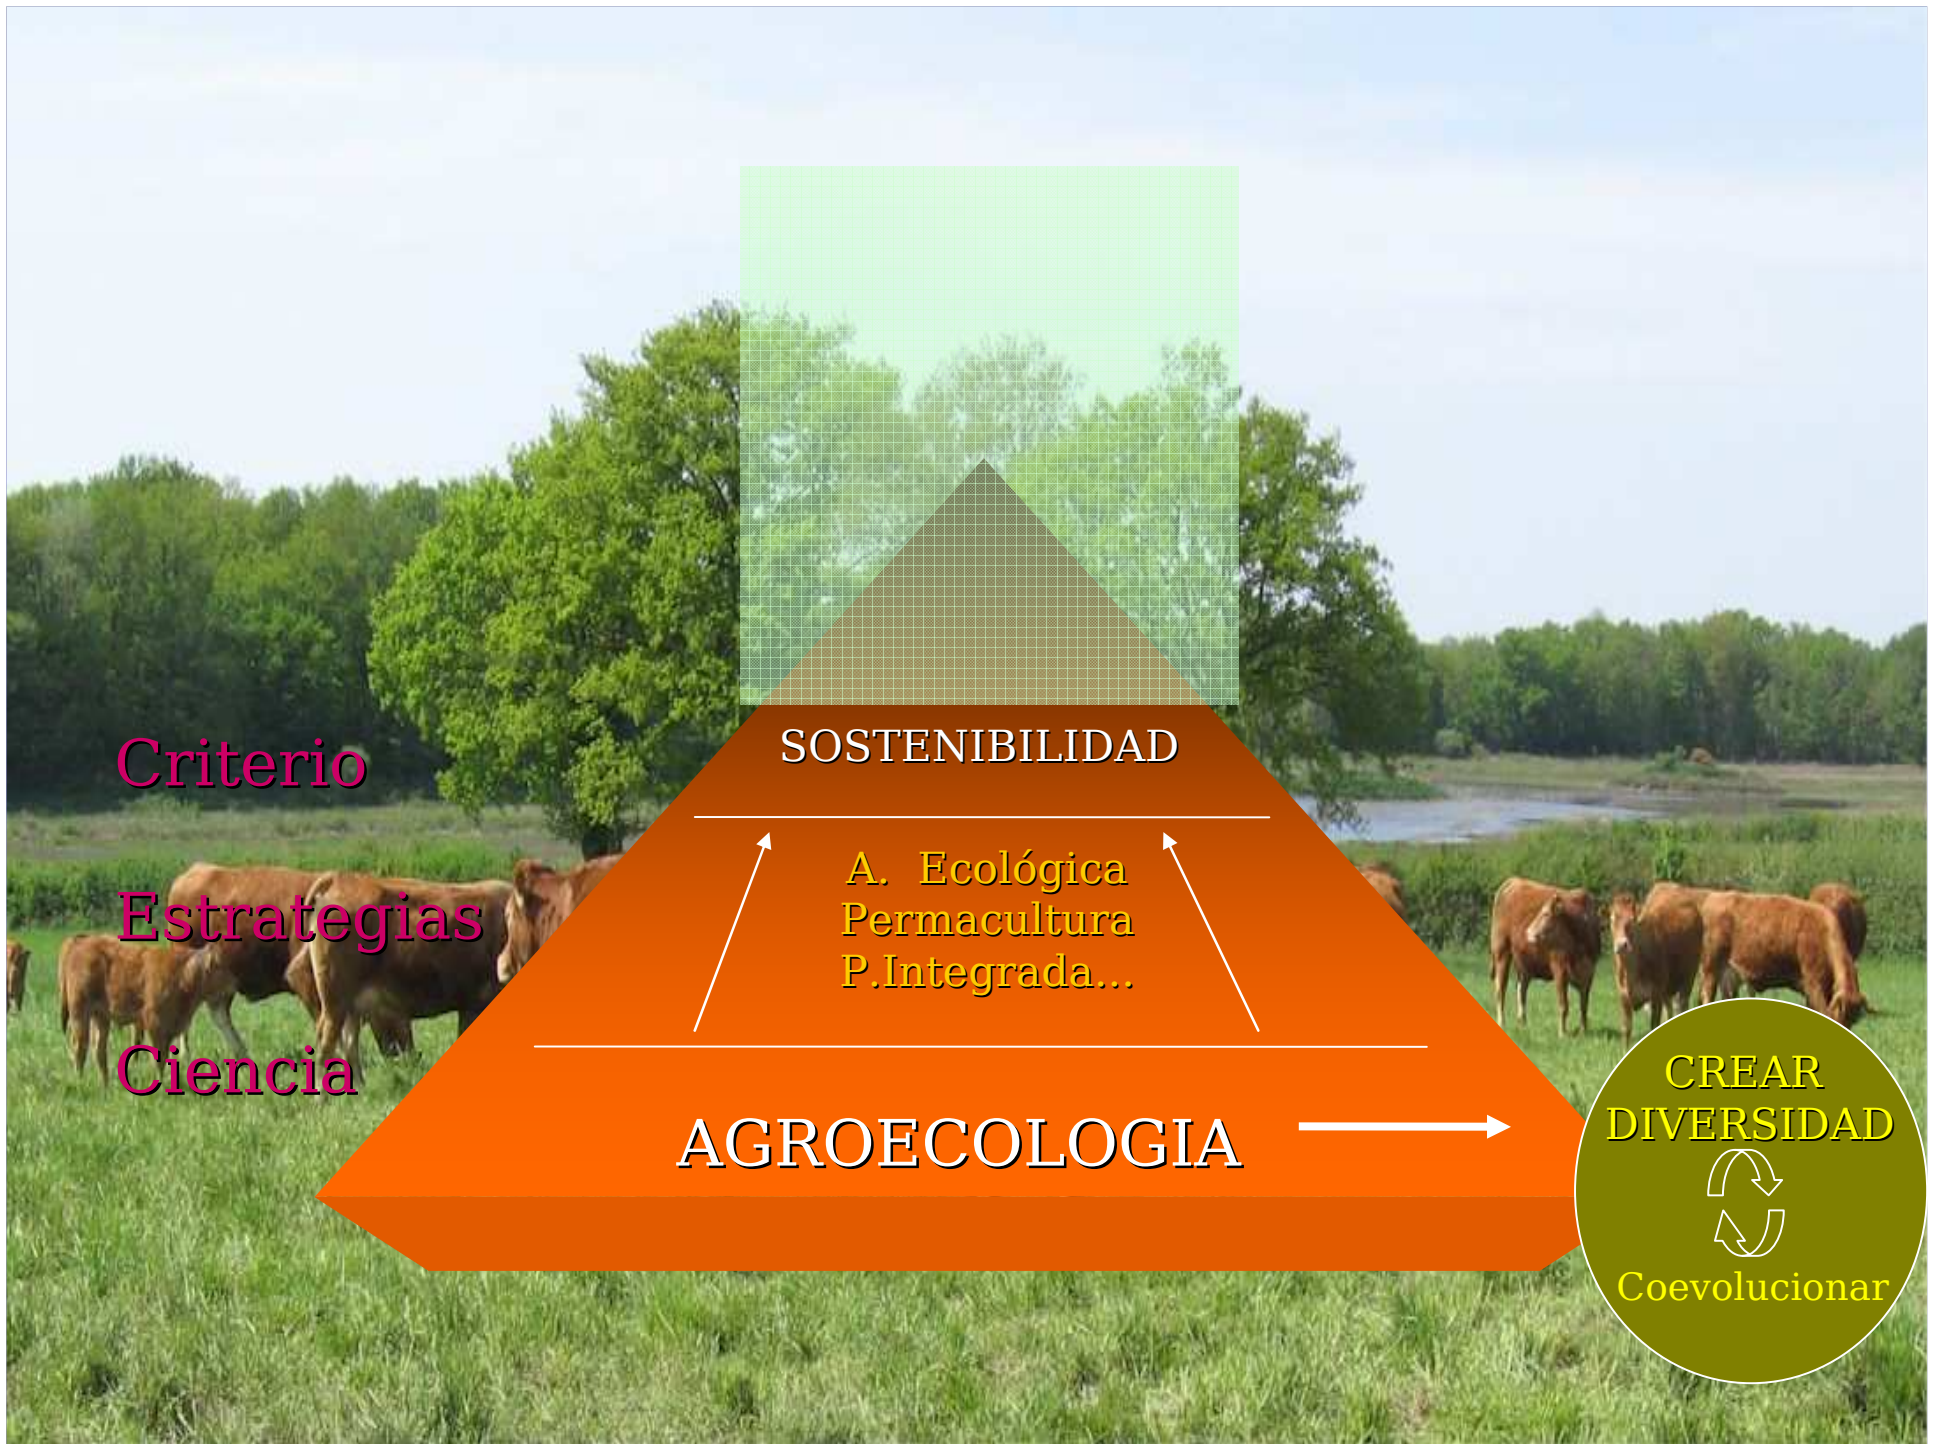 Criterio
SOSTENIBILIDAD
Estrategias
A. Ecológica
Permacultura
P.Integrada...
Ciencia
AGROECOLOGIA
CREAR
DIVERSIDAD
Coevolucionar